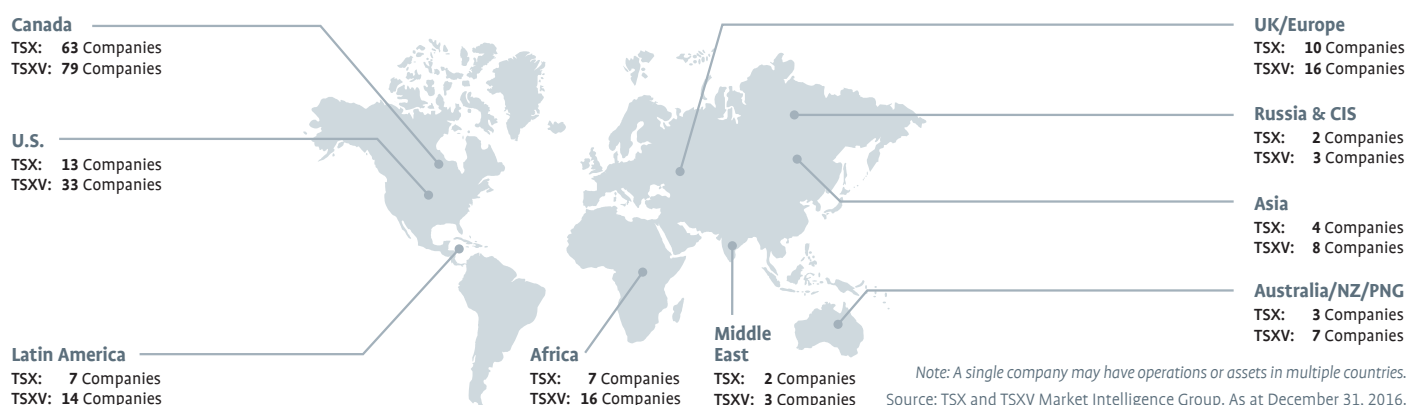 Canada
TSX: 63 Companies
TSXV: 79 Companies
U.S.
TSX: 13 Companies
TSXV: 33 Companies
Latin America
TSX: 7 Companies
TSXV: 14 Companies
Africa
TSX: 7 Companies
TSXV: 16 Companies
Middle
East
TSX: 2 Companies
TSXV: 3 Companies
UK/Europe
TSX: 10 Companies
TSXV: 16 Companies
Russia & CIS
TSX: 2 Companies
TSXV: 3 Companies
Asia
TSX: 4 Companies
TSXV: 8 Companies
Australia/NZ/PNG
TSX: 3 Companies
TSXV: 7 Companies
Note: A single company may have operations or assets in multiple countries.
Source: TSX and TSXV Market Intelligence Group. As at December 31, 2016.